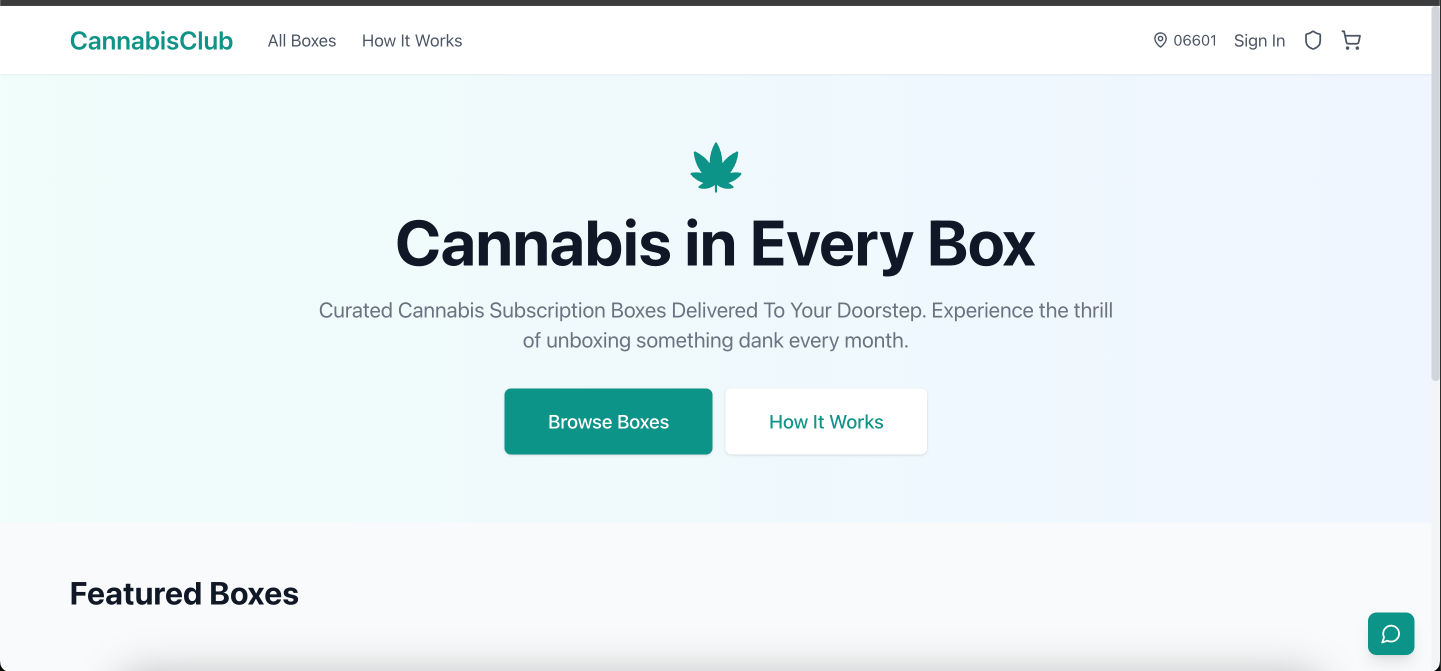 CannabisClub
All Boxes
How It Works
06601
Sign In
Cannabis in Every Box
Curated Cannabis Subscription Boxes Delivered To Your Doorstep. Experience the thrill
of unboxing something dank every month.
Browse Boxes
How It Works
Featured Boxes